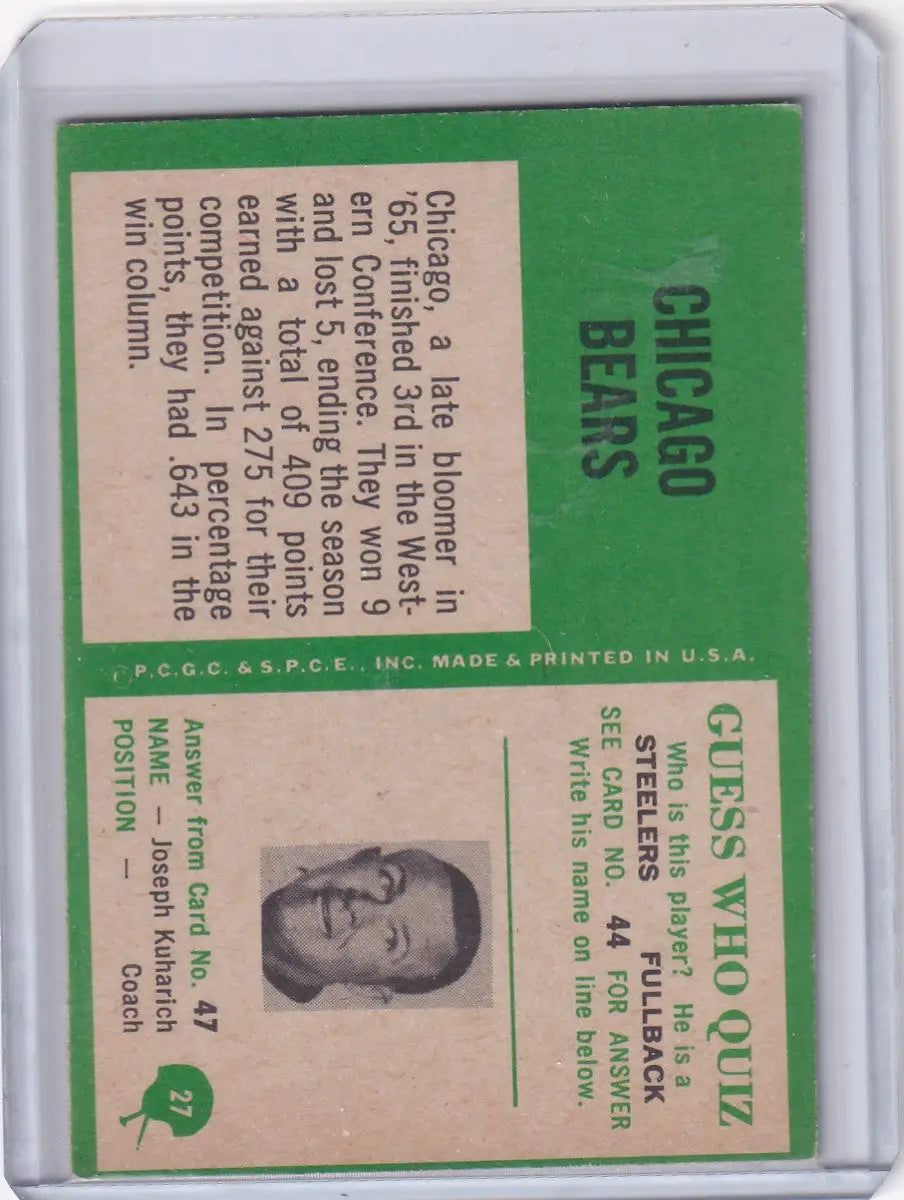 CHICAGO
BEARS
Chicago, a late bloomer in
'65, finished 3rd in the West-
ern Conference. They won 9
and lost 5, ending the season
with a total of 409 points
earned against 275 for their
competition. In percentage
points, they had .643 in the
win column.
©P.C.G.C. & S.P.C.E., INC. MADE & PRINTED IN U.S.A.
GUESS WHO QUIZ
Who is this player? He is a
STEELERS FULLBACK
SEE CARD NO. 44 FOR ANSWER
Write his name on line below.
Answer from Card No. 47
NAME — Joseph Kuharich
POSITION — Coach
27